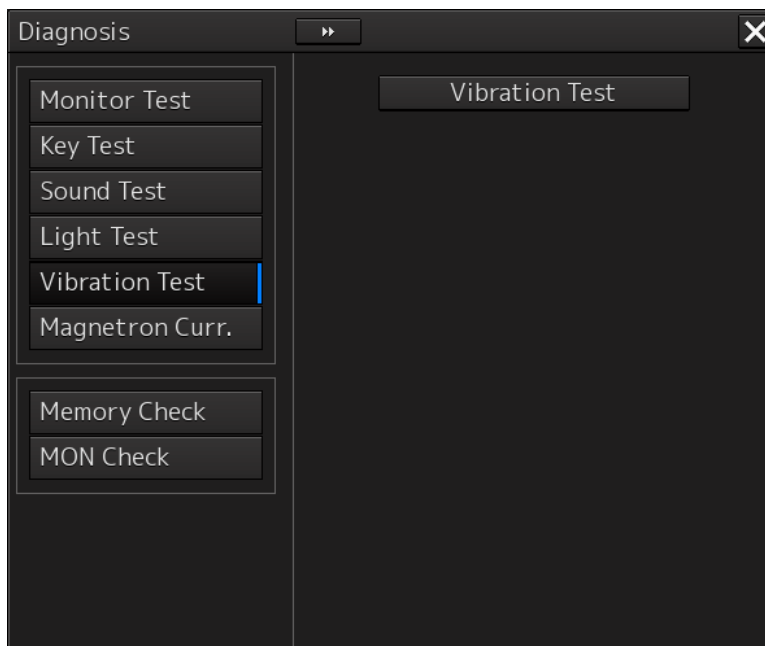 Diagnosis
Monitor Test
Key Test
Sound Test
Light Test
Vibration Test
Magnetron Curr.
Memory Check
MON Check
Vibration Test